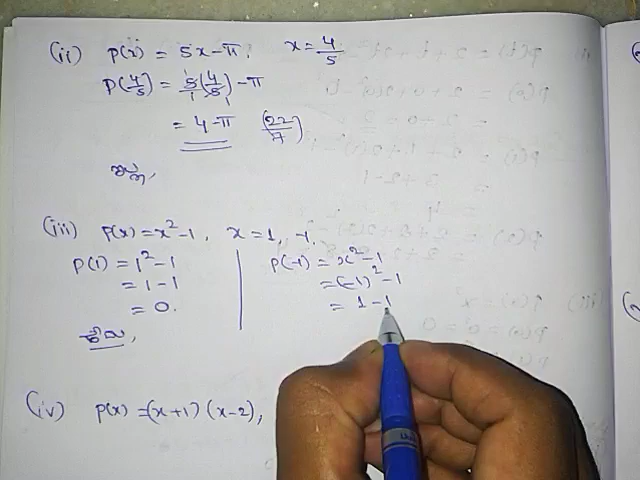 (ii) p(x) = 5x-π. x = 4/5
p(4/5) = 5(4/5)-π
= 4-π (22/7)
(iii) p(x) = x²-1, x = 1, -1.
p(1) = 1²-1
= 1-1
= 0.
p(-1) = x²-1
= (-1)²-1
= 1-1
(iv) p(x) = (x+1) (x-2),